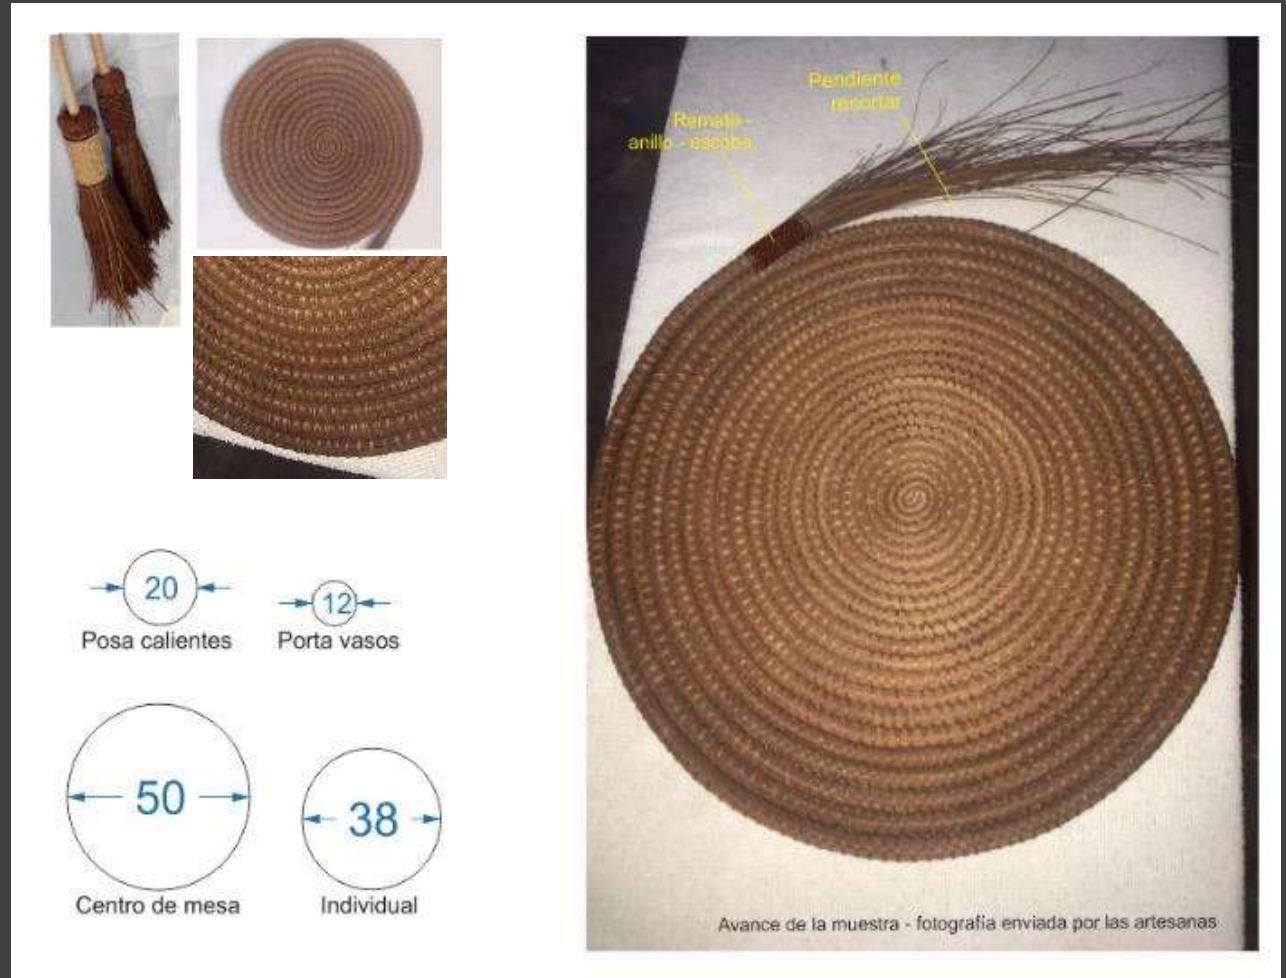 Pendiente
recortar
Remate -
anillo - escoba
20
Posa calientes
12
Porta vasos
50
Centro de mesa
38
Individual
Avance de la muestra - fotografía enviada por las artesanas